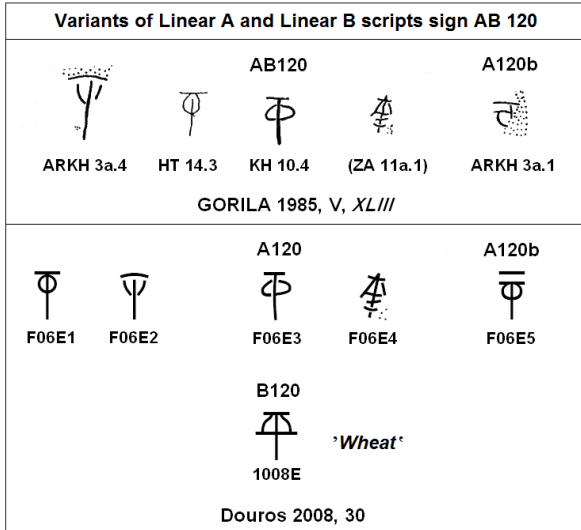 Variants of Linear A and Linear B scripts sign AB 120
AB120 A120b
ARKH 3a.4 HT 14.3 KH 10.4 (ZA 11a.1) ARKH 3a.1
GORILA 1985, V, XLIII
A120 A120b
F06E1 F06E2 F06E3 F06E4 F06E5
B120
’Wheat‘
1008E
Douros 2008, 30